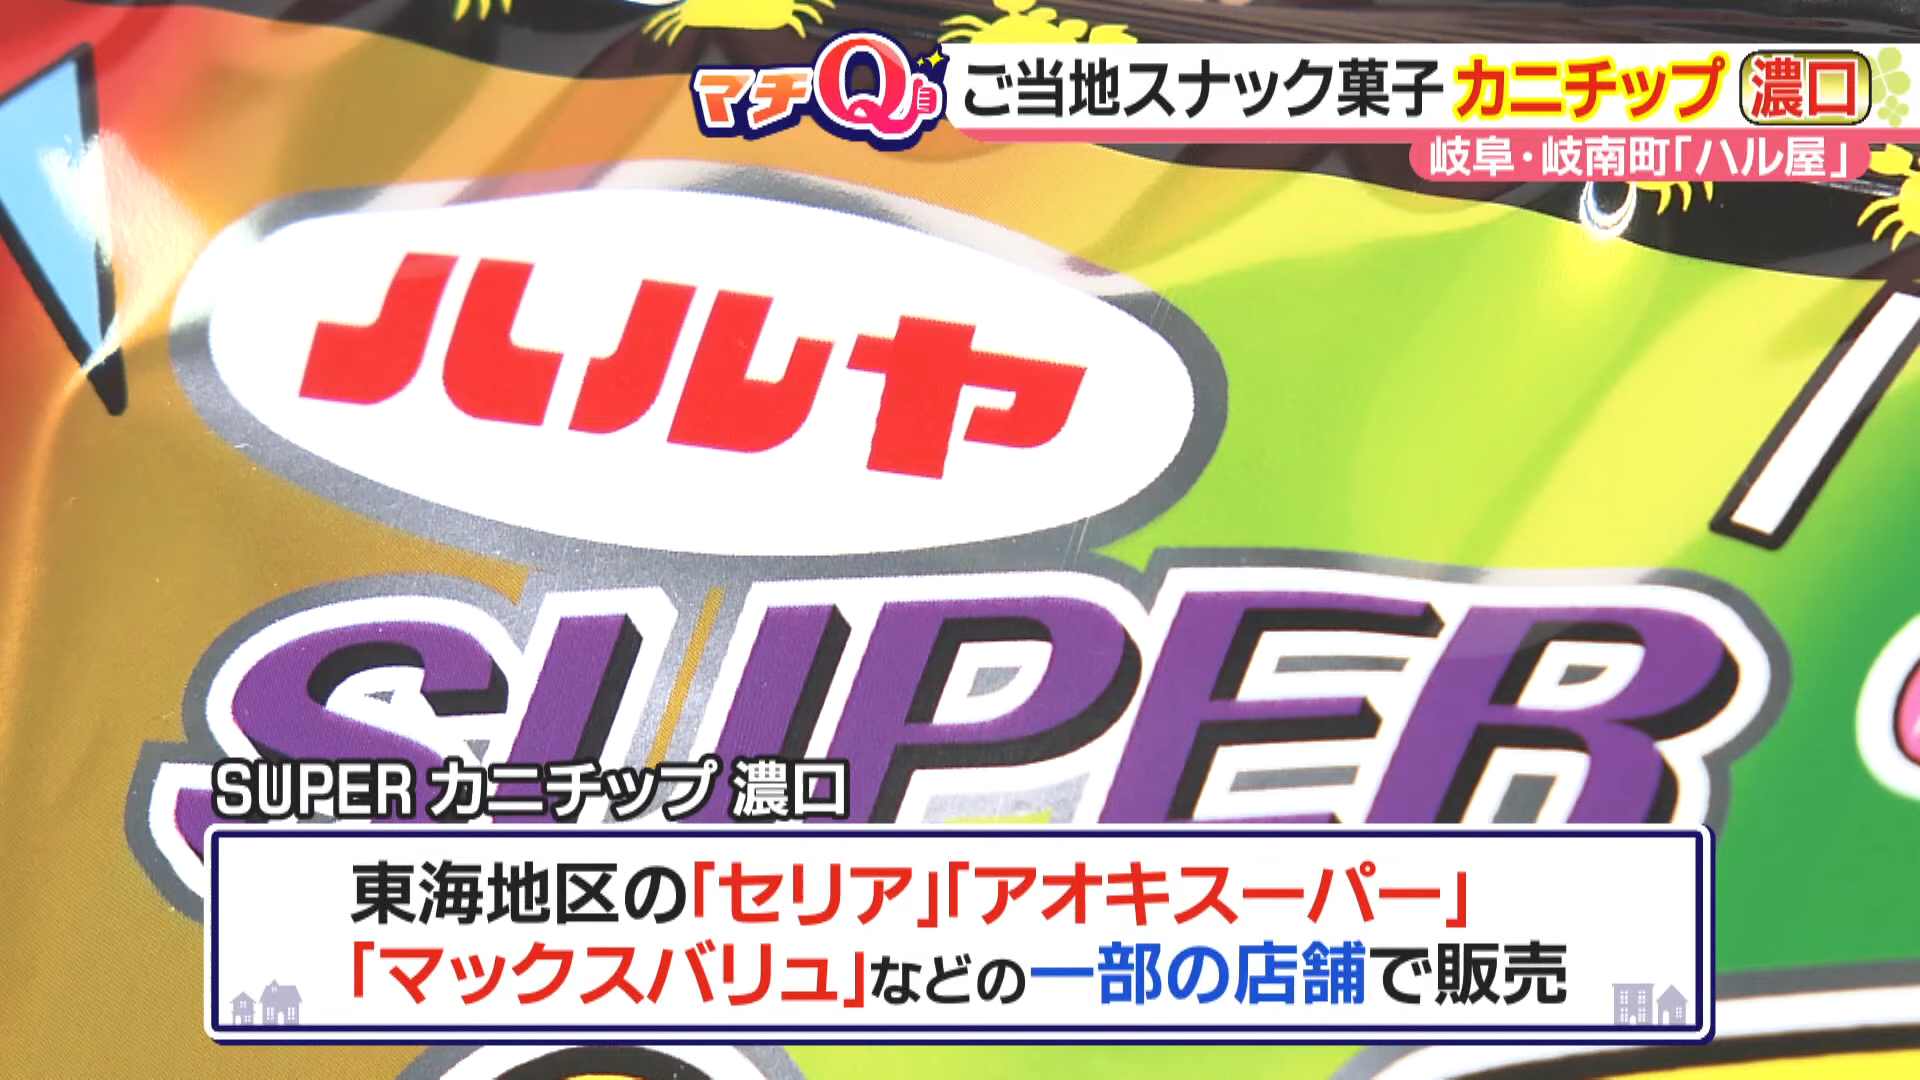 マチQ
ご当地スナック菓子 カニチップ 濃口
岐阜・岐南町「ハル屋」
ハルヤ
SUPER
SUPER カニチップ 濃口
東海地区の「セリア」「アオキスーパー」
「マックスバリュ」などの一部の店舗で販売